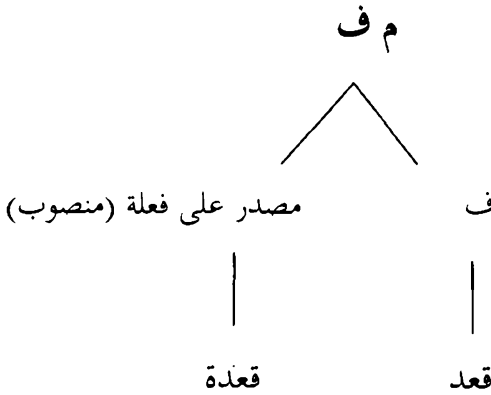 م ف
ف مصدر على فعلة (منصوب)
قعد قعدة